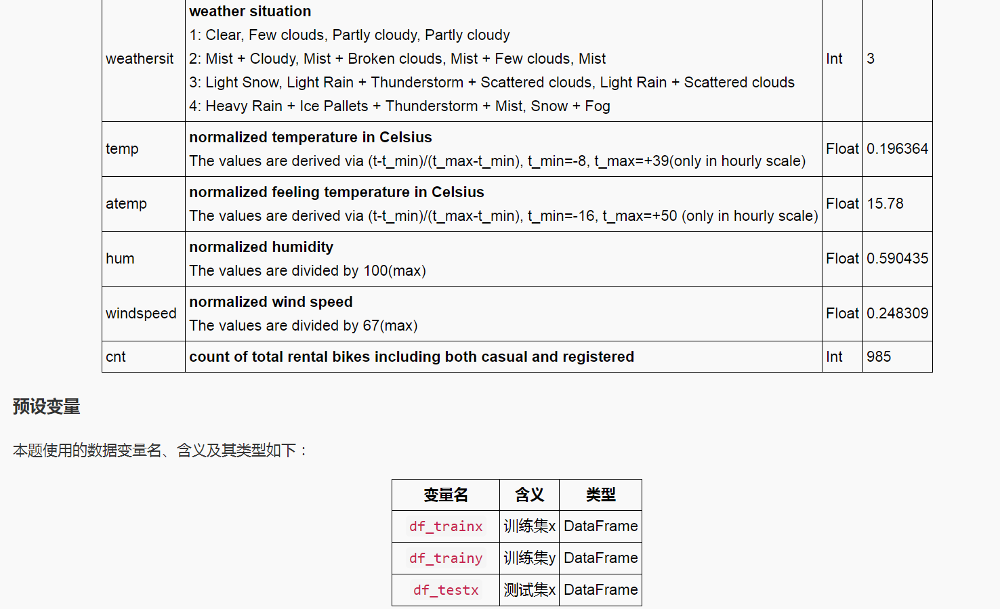 weathersit
weather situation
1: Clear, Few clouds, Partly cloudy, Partly cloudy
2: Mist + Cloudy, Mist + Broken clouds, Mist + Few clouds, Mist
3: Light Snow, Light Rain + Thunderstorm + Scattered clouds, Light Rain + Scattered clouds
4: Heavy Rain + Ice Pallets + Thunderstorm + Mist, Snow + Fog
Int
3
temp
normalized temperature in Celsius
The values are derived via (t-t_min)/(t_max-t_min), t_min=-8, t_max=+39(only in hourly scale)
Float
0.196364
atemp
normalized feeling temperature in Celsius
The values are derived via (t-t_min)/(t_max-t_min), t_min=-16, t_max=+50 (only in hourly scale)
Float
15.78
hum
normalized humidity
The values are divided by 100(max)
Float
0.590435
windspeed
normalized wind speed
The values are divided by 67(max)
Float
0.248309
cnt
count of total rental bikes including both casual and registered
Int
985
预设变量
本题使用的数据变量名、含义及其类型如下：
变量名 含义 类型
df_trainx 训练集x DataFrame
df_trainy 训练集y DataFrame
df_testx 测试集x DataFrame